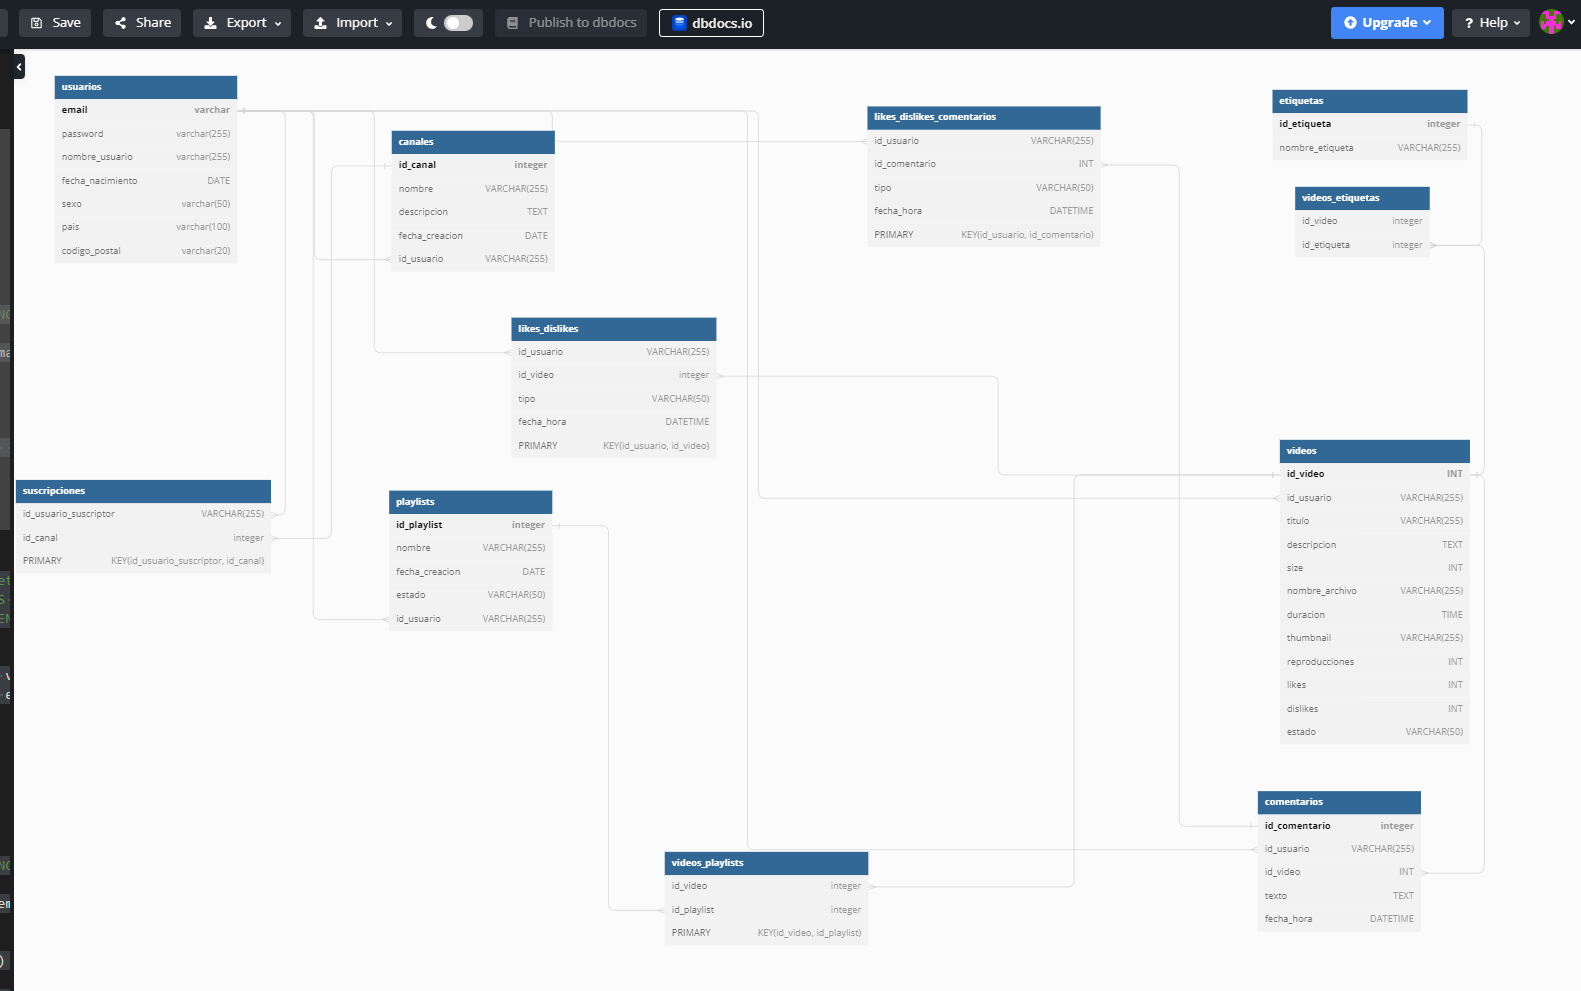 Save
Share
Export
Import
Publish to dbdocs
dbdocs.io
Upgrade
? Help
usuarios
email varchar
password varchar(255)
nombre_usuario varchar(255)
fecha_nacimiento DATE
sexo varchar(50)
pais varchar(100)
codigo_postal varchar(20)
canales
id_canal integer
nombre VARCHAR(255)
descripcion TEXT
fecha_creacion DATE
id_usuario VARCHAR(255)
likes_dislikes_comentarios
id_usuario VARCHAR(255)
id_comentario INT
tipo VARCHAR(50)
fecha_hora DATETIME
PRIMARY KEY(id_usuario, id_comentario)
etiquetas
id_etiqueta integer
nombre_etiqueta VARCHAR(255)
videos_etiquetas
id_video integer
id_etiqueta integer
likes_dislikes
id_usuario VARCHAR(255)
id_video integer
tipo VARCHAR(50)
fecha_hora DATETIME
PRIMARY KEY(id_usuario, id_video)
suscripciones
id_usuario_suscriptor VARCHAR(255)
id_canal integer
PRIMARY KEY(id_usuario_suscriptor, id_canal)
playlists
id_playlist integer
nombre VARCHAR(255)
fecha_creacion DATE
estado VARCHAR(50)
id_usuario VARCHAR(255)
videos
id_video INT
id_usuario VARCHAR(255)
titulo VARCHAR(255)
descripcion TEXT
size INT
nombre_archivo VARCHAR(255)
duracion TIME
thumbnail VARCHAR(255)
reproducciones INT
likes INT
dislikes INT
estado VARCHAR(50)
comentarios
id_comentario integer
id_usuario VARCHAR(255)
id_video INT
texto TEXT
fecha_hora DATETIME
videos_playlists
id_video integer
id_playlist integer
PRIMARY KEY(id_video, id_playlist)